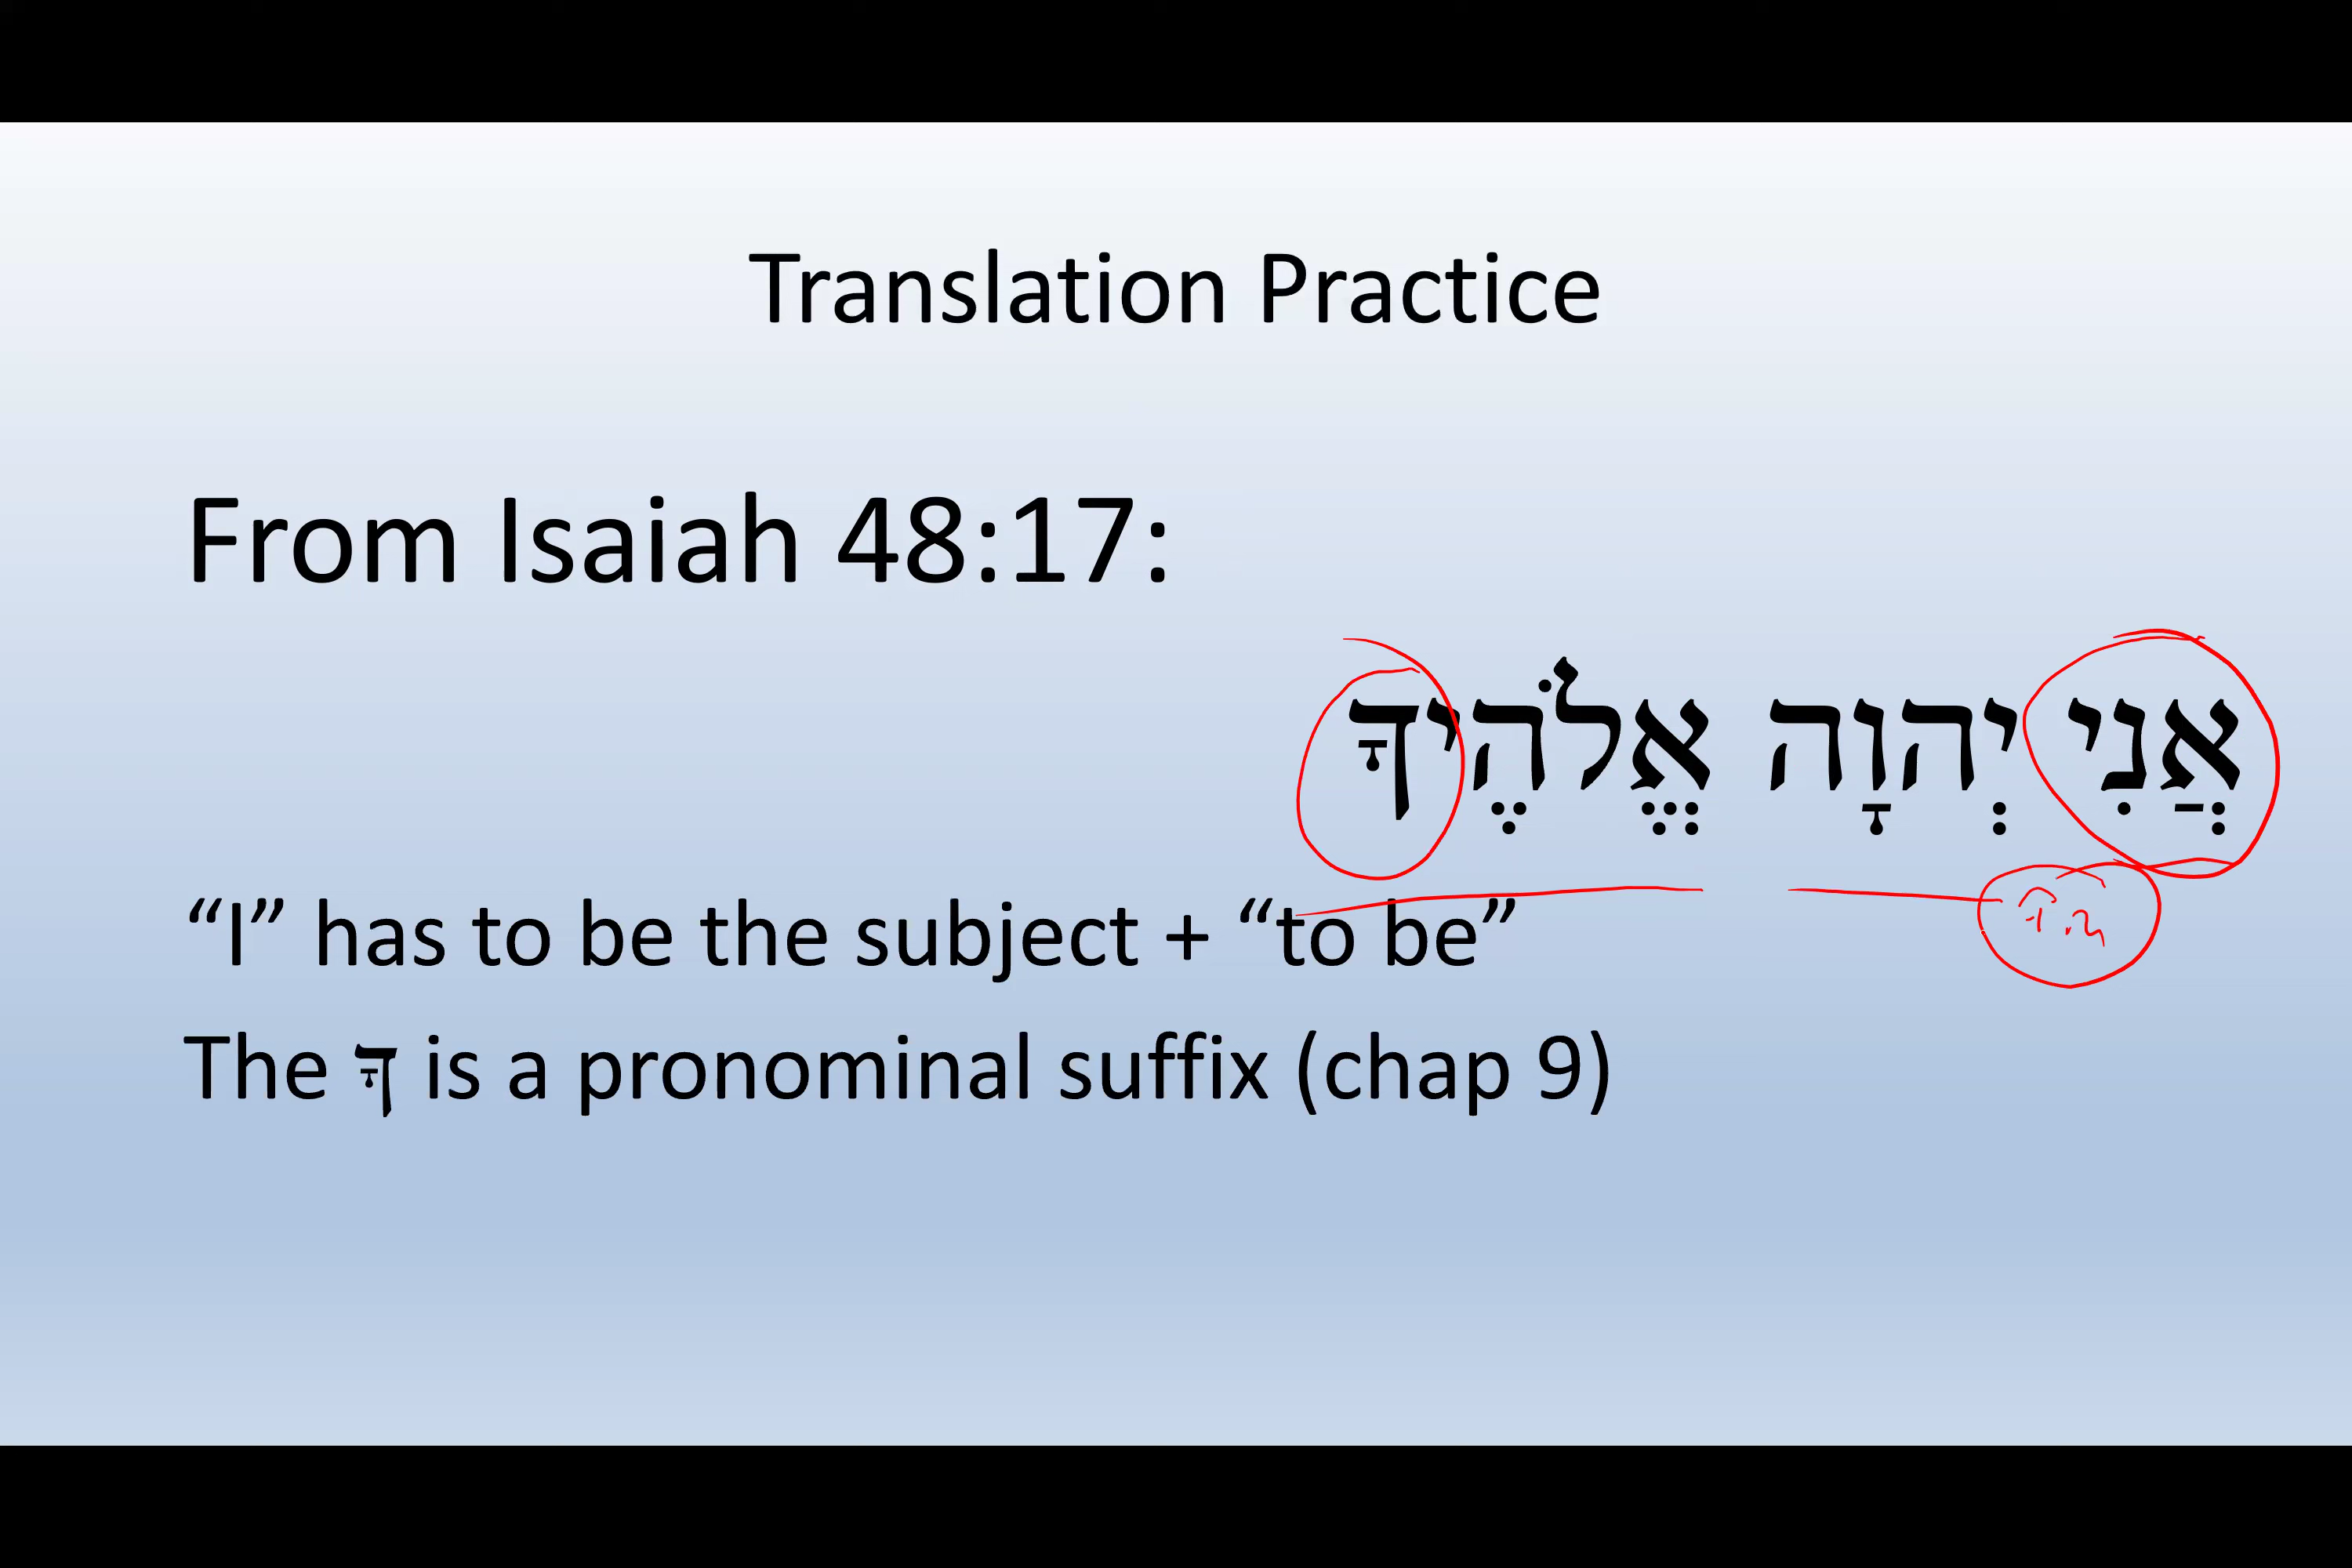 Translation Practice
From Isaiah 48:17:
אֲנִי יְהוָה אֱלֹהֶיךָ
“I” has to be the subject + “to be”
The ךָ is a pronominal suffix (chap 9)